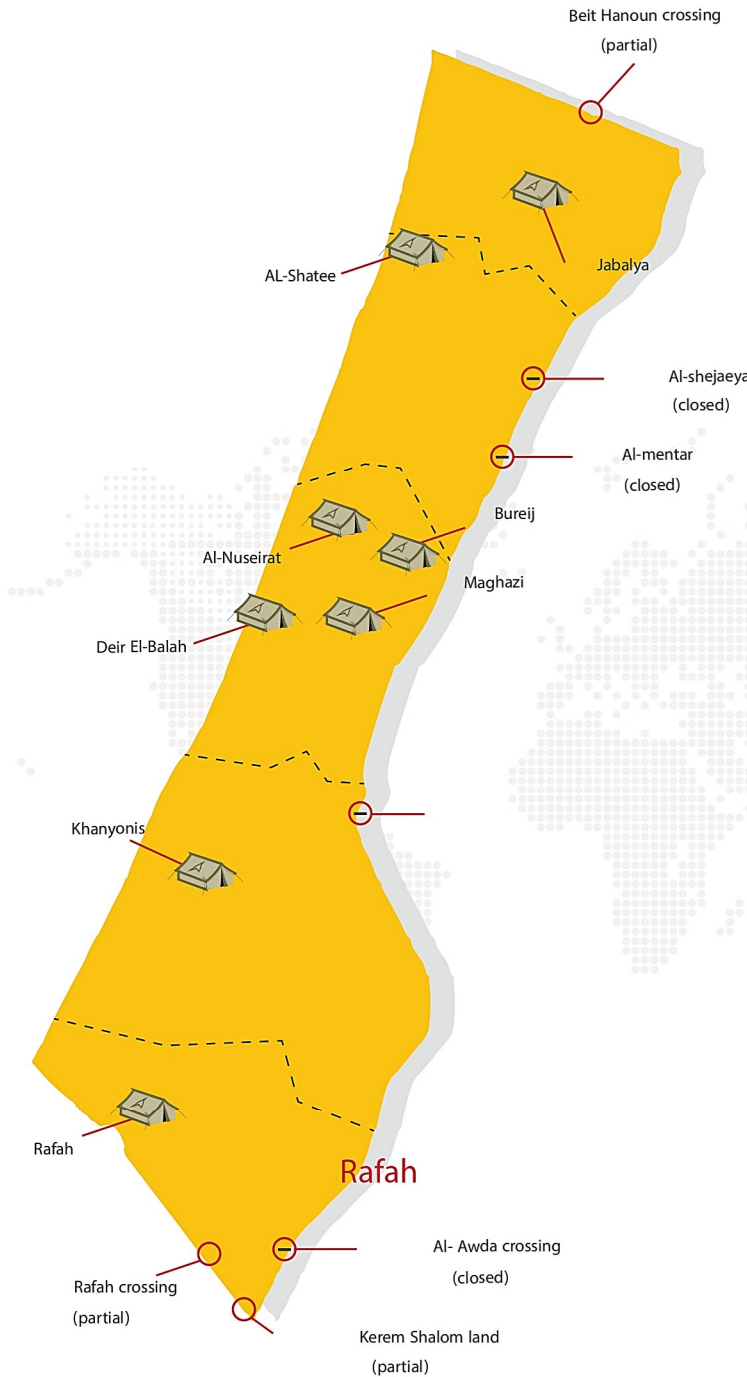 Beit Hanoun crossing
(partial)
Jabalya
AL-Shatee
Al-shejaeya
(closed)
Al-mentar
(closed)
Bureij
Al-Nuseirat
Maghazi
Deir El-Balah
Khanyonis
Rafah
Rafah
Al- Awda crossing
(closed)
Rafah crossing
(partial)
Kerem Shalom land
(partial)